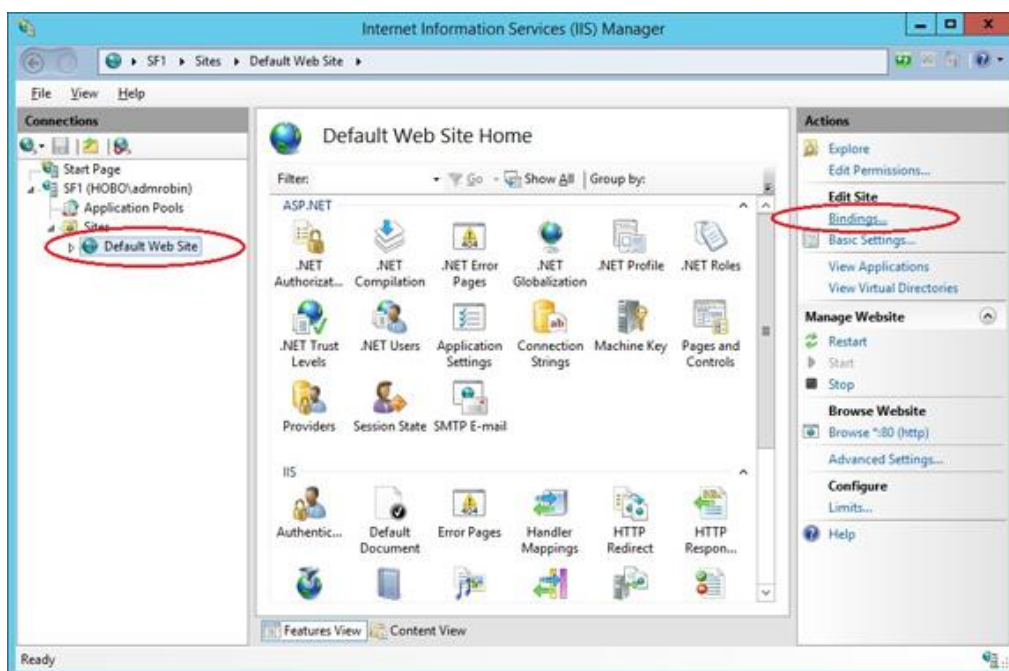 Internet Information Services (IIS) Manager
SF1 Sites Default Web Site
File View Help
Connections
Start Page
SF1 (HOBO\admrobin)
Application Pools
Sites
Default Web Site
Default Web Site Home
Filter: Go Show All Group by:
ASP.NET
.NET Authorizat...
.NET Compilation
.NET Error Pages
.NET Globalization
.NET Profile
.NET Roles
.NET Trust Levels
.NET Users
Application Settings
Connection Strings
Machine Key
Pages and Controls
Providers
Session State
SMTP E-mail
IIS
Authentic...
Default Document
Error Pages
Handler Mappings
HTTP Redirect
HTTP Respon...
Features View Content View
Actions
Explore
Edit Permissions...
Edit Site
Bindings...
Basic Settings...
View Applications
View Virtual Directories
Manage Website
Restart
Start
Stop
Browse Website
Browse *:80 (http)
Advanced Settings...
Configure
Limits...
Help
Ready